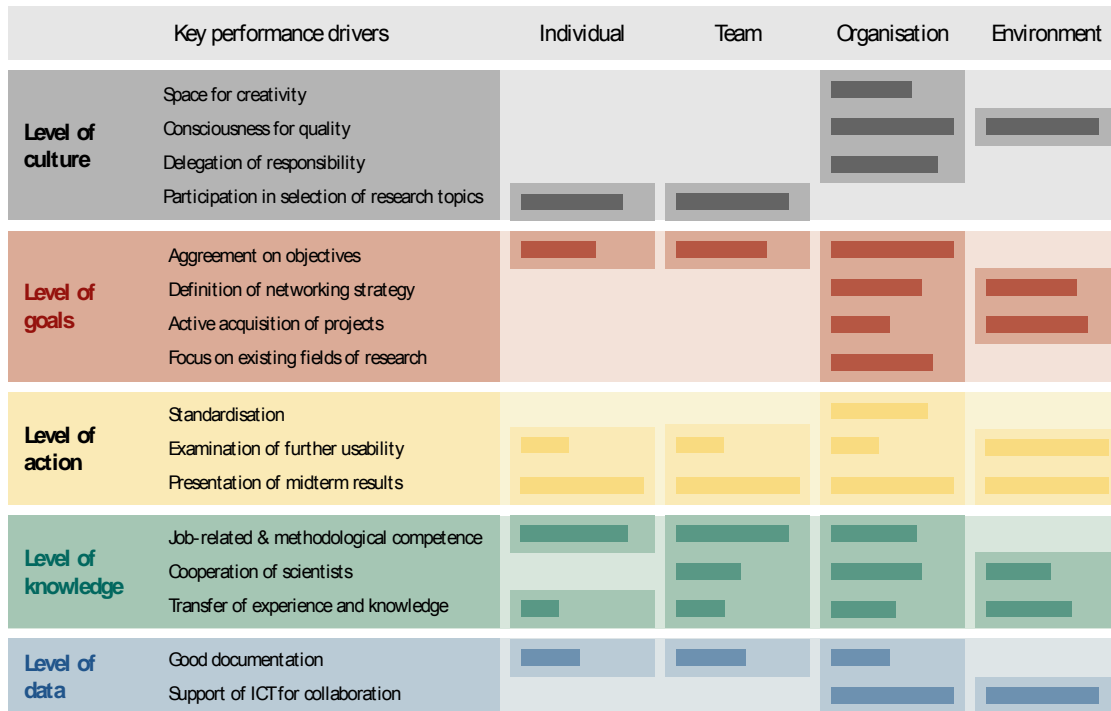 Key performance drivers Individual Team Organisation Environment
Level of
culture
Space for creativity
Consciousness for quality
Delegation of responsibility
Participation in selection of research topics
Level of
goals
Aggreement on objectives
Definition of networking strategy
Active acquisition of projects
Focus on existing fields of research
Level of
action
Standardisation
Examination of further usability
Presentation of midterm results
Level of
knowledge
Job-related & methodological competence
Cooperation of scientists
Transfer of experience and knowledge
Level of
data
Good documentation
Support of ICT for collaboration